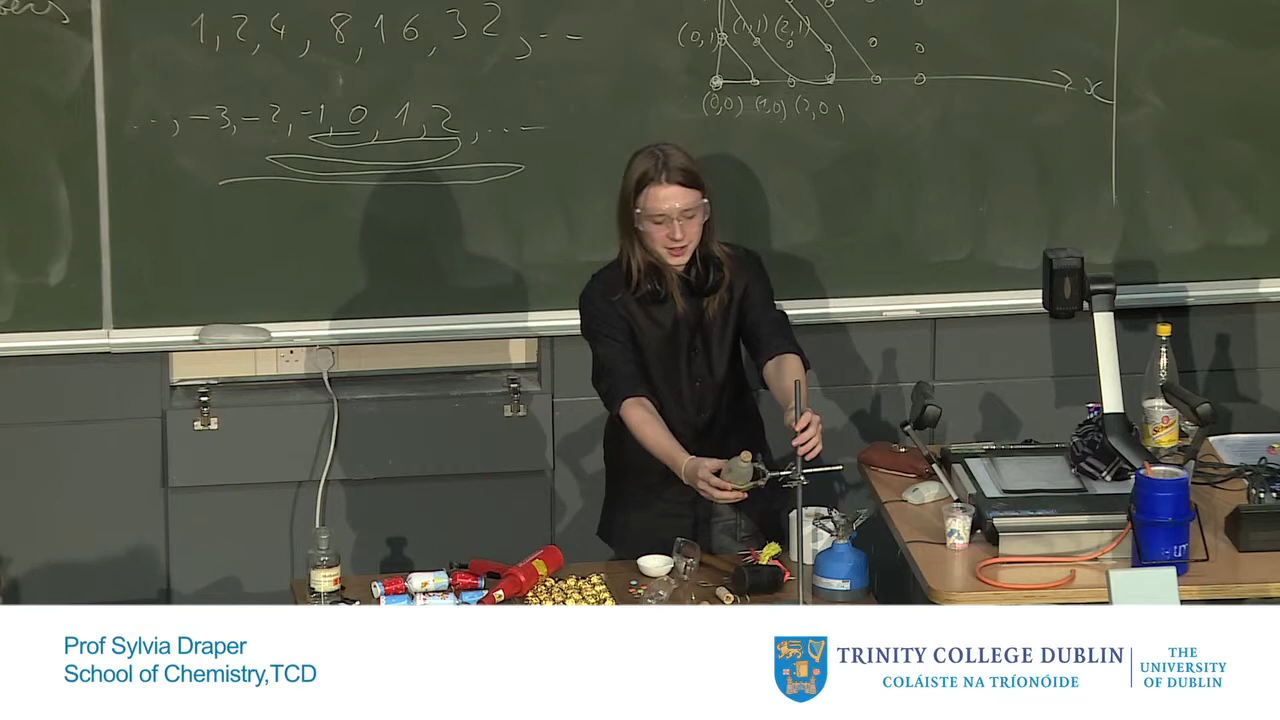 1, 2, 4, 8, 16, 32, --
.., -3, -2, -1, 0, 1, 2, ...
(0,1) (1,1) (2,1)
x
(0,0) (1,0) (2,0)
Prof Sylvia Draper
School of Chemistry,TCD
TRINITY COLLEGE DUBLIN
COLÁISTE NA TRÍONÓIDE
THE
UNIVERSITY
OF DUBLIN